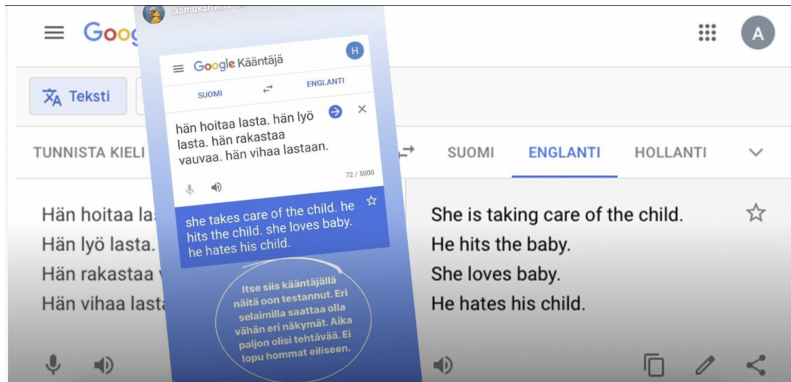 aamukahvilla
Goog
A
Teksti
TUNNISTA KIELI
SUOMI
ENGLANTI
HOLLANTI
Hän hoitaa la
Hän lyö lasta.
Hän rakastaa v
Hän vihaa lasta
She is taking care of the child.
He hits the baby.
She loves baby.
He hates his child.
Google Kääntäjä
H
SUOMI
ENGLANTI
hän hoitaa lasta. hän lyö
lasta. hän rakastaa
vauvaa. hän vihaa lastaan.
72 / 5000
she takes care of the child. he
hits the child. she loves baby.
he hates his child.
Itse siis kääntäjällä
näitä oon testannut. Eri
selaimilla saattaa olla
vähän eri näkymät. Aika
paljon olisi tehtävää. Ei
lopu hommat eiliseen.